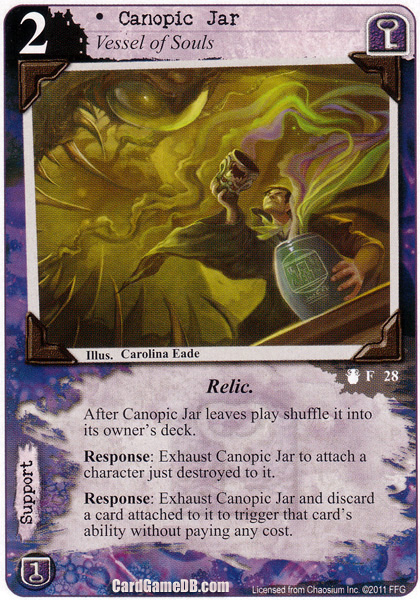 2
• Canopic Jar
Vessel of Souls
Illus. Carolina Eade
F 28
Relic.
After Canopic Jar leaves play shuffle it into
its owner's deck.
Response: Exhaust Canopic Jar to attach a
character just destroyed to it.
Response: Exhaust Canopic Jar and discard
a card attached to it to trigger that card's
ability without paying any cost.
Support
1
CardGameDB.com
Licensed from Chaosium Inc. ©2011 FFG